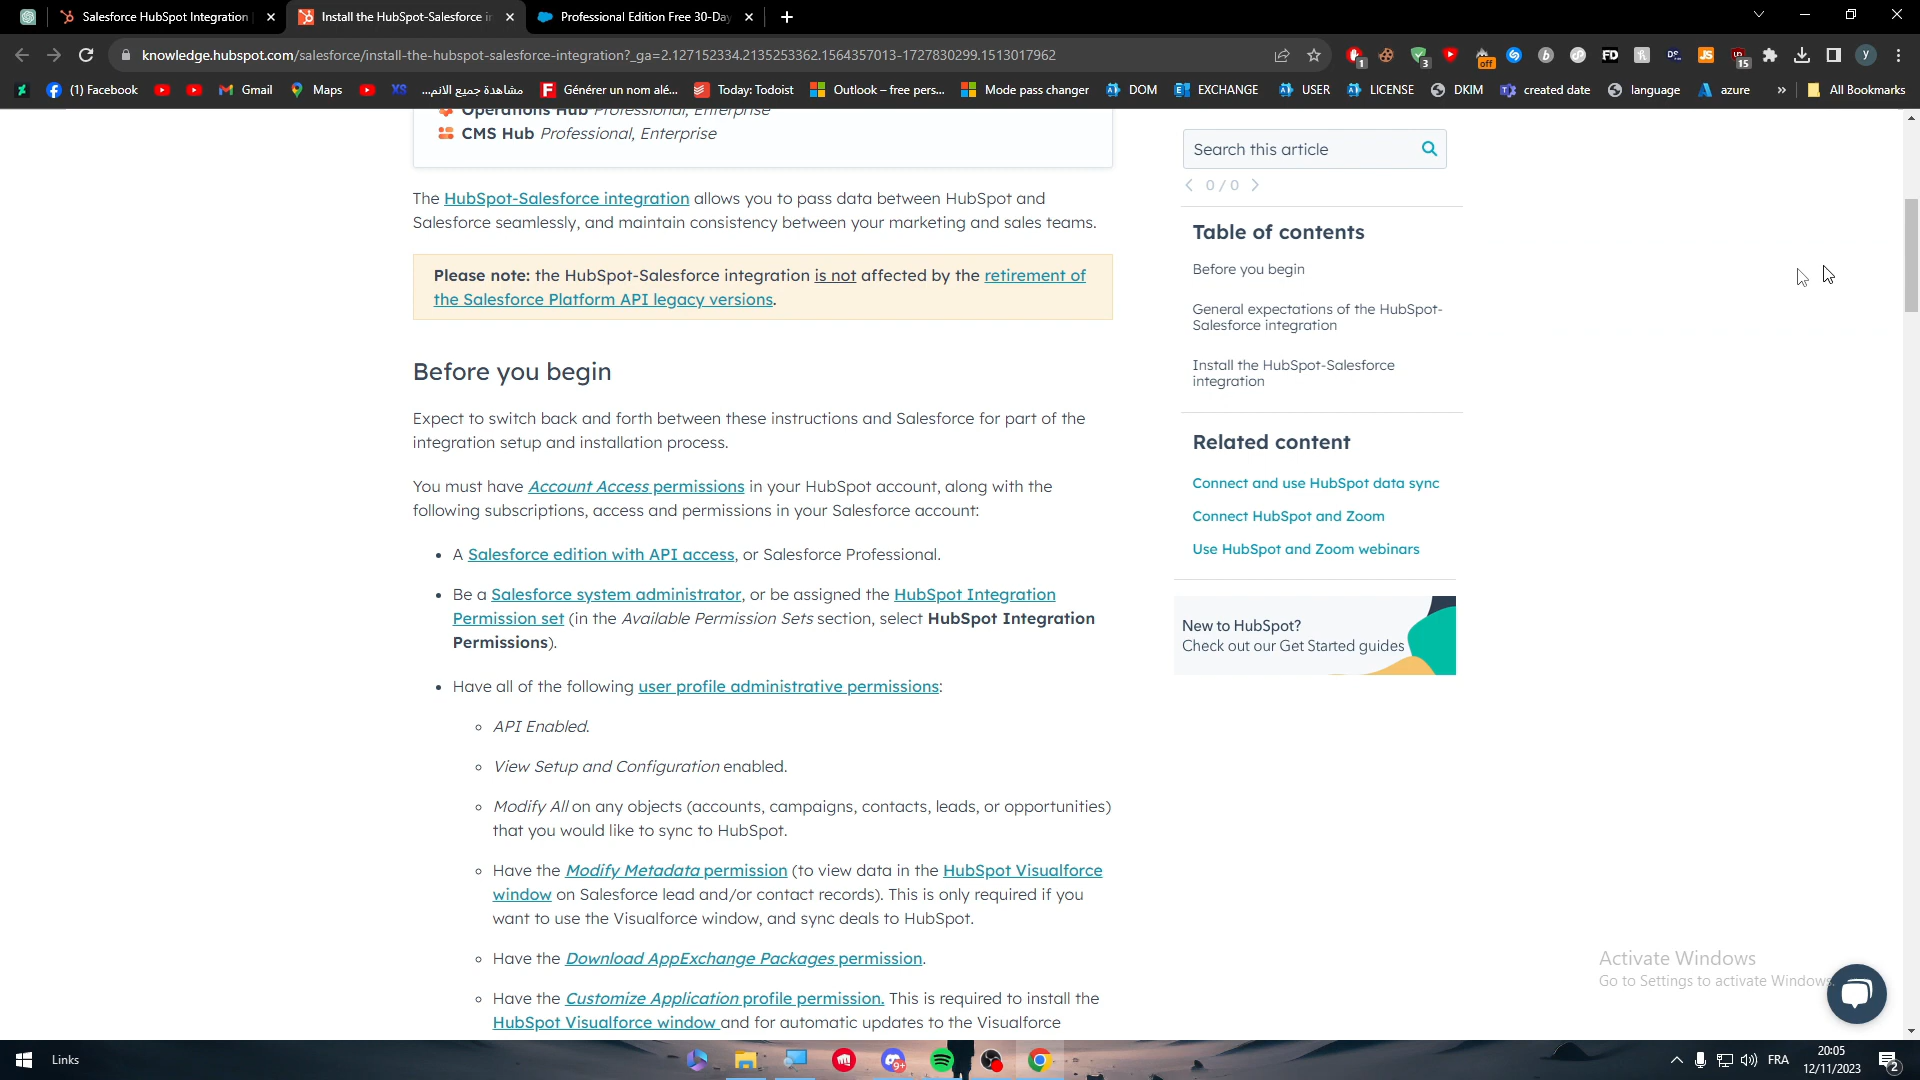 Salesforce HubSpot Integration
Install the HubSpot-Salesforce in
Professional Edition Free 30-Day
knowledge.hubspot.com/salesforce/install-the-hubspot-salesforce-integration?_ga=2.127152334.2135253362.1564357013-1727830299.1513017962
(1) Facebook
Gmail
Maps
مشاهدة جميع الانم...
Générer un nom alé...
Today: Todoist
Outlook – free pers...
Mode pass changer
DOM
EXCHANGE
USER
LICENSE
DKIM
created date
language
azure
»
All Bookmarks
Operations Hub Professional, Enterprise
CMS Hub Professional, Enterprise
The HubSpot-Salesforce integration allows you to pass data between HubSpot and
Salesforce seamlessly, and maintain consistency between your marketing and sales teams.
Please note: the HubSpot-Salesforce integration is not affected by the retirement of
the Salesforce Platform API legacy versions.
Before you begin
Expect to switch back and forth between these instructions and Salesforce for part of the
integration setup and installation process.
You must have Account Access permissions in your HubSpot account, along with the
following subscriptions, access and permissions in your Salesforce account:
• A Salesforce edition with API access, or Salesforce Professional.
• Be a Salesforce system administrator, or be assigned the HubSpot Integration
Permission set (in the Available Permission Sets section, select HubSpot Integration
Permissions).
• Have all of the following user profile administrative permissions:
◦ API Enabled.
◦ View Setup and Configuration enabled.
◦ Modify All on any objects (accounts, campaigns, contacts, leads, or opportunities)
that you would like to sync to HubSpot.
◦ Have the Modify Metadata permission (to view data in the HubSpot Visualforce
window on Salesforce lead and/or contact records). This is only required if you
want to use the Visualforce window, and sync deals to HubSpot.
◦ Have the Download AppExchange Packages permission.
◦ Have the Customize Application profile permission. This is required to install the
HubSpot Visualforce window and for automatic updates to the Visualforce
Search this article
0 / 0
Table of contents
Before you begin
General expectations of the HubSpot-
Salesforce integration
Install the HubSpot-Salesforce
integration
Related content
Connect and use HubSpot data sync
Connect HubSpot and Zoom
Use HubSpot and Zoom webinars
New to HubSpot?
Check out our Get Started guides
Activate Windows
Go to Settings to activate Windows.
Links
FRA
20:05
12/11/2023
2